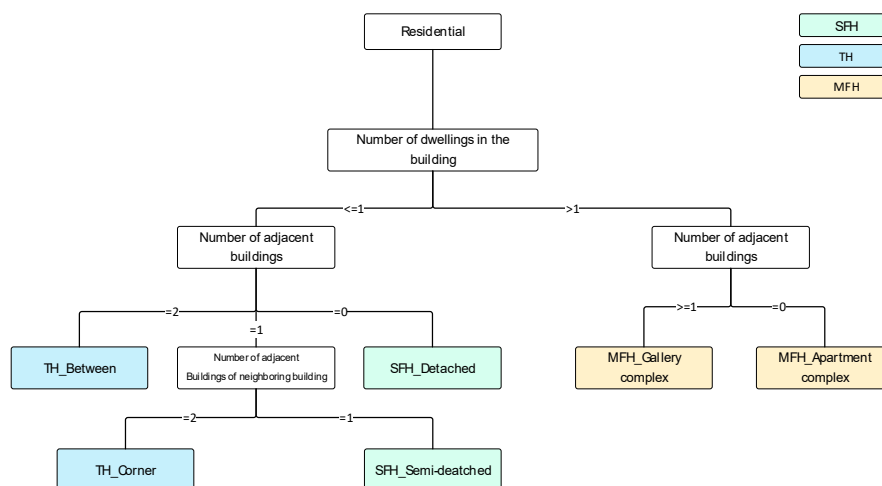 Residential
SFH
TH
MFH
Number of dwellings in the
building
<=1
>1
Number of adjacent
buildings
Number of adjacent
buildings
=2
=1
=0
>=1
=0
TH_Between
Number of adjacent
Buildings of neighboring building
SFH_Detached
MFH_Gallery
complex
MFH_Apartment
complex
=2
=1
TH_Corner
SFH_Semi-deatched